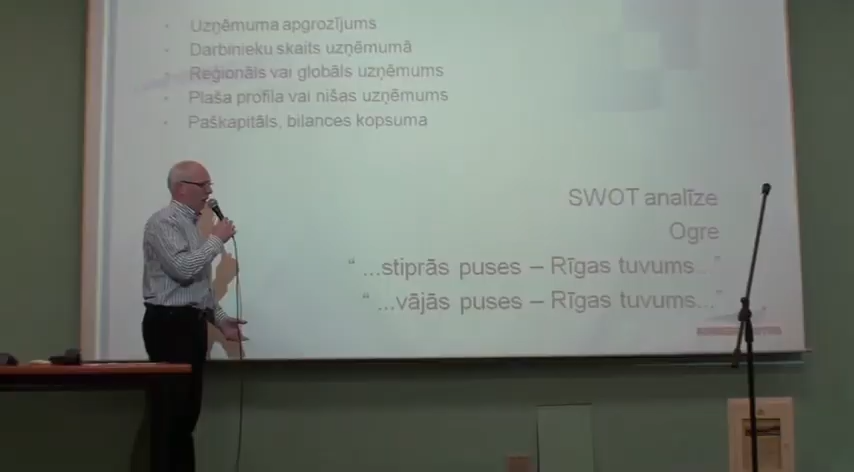 Uzņēmuma apgrozījums
Darbinieku skaits uzņēmumā
Reģionāls vai globāls uzņēmums
Plaša profila vai nišas uzņēmums
Paškapitāls, bilances kopsuma
SWOT analīze
Ogre
“ ...stiprās puses – Rīgas tuvums...”
“ ...vājās puses – Rīgas tuvums...”